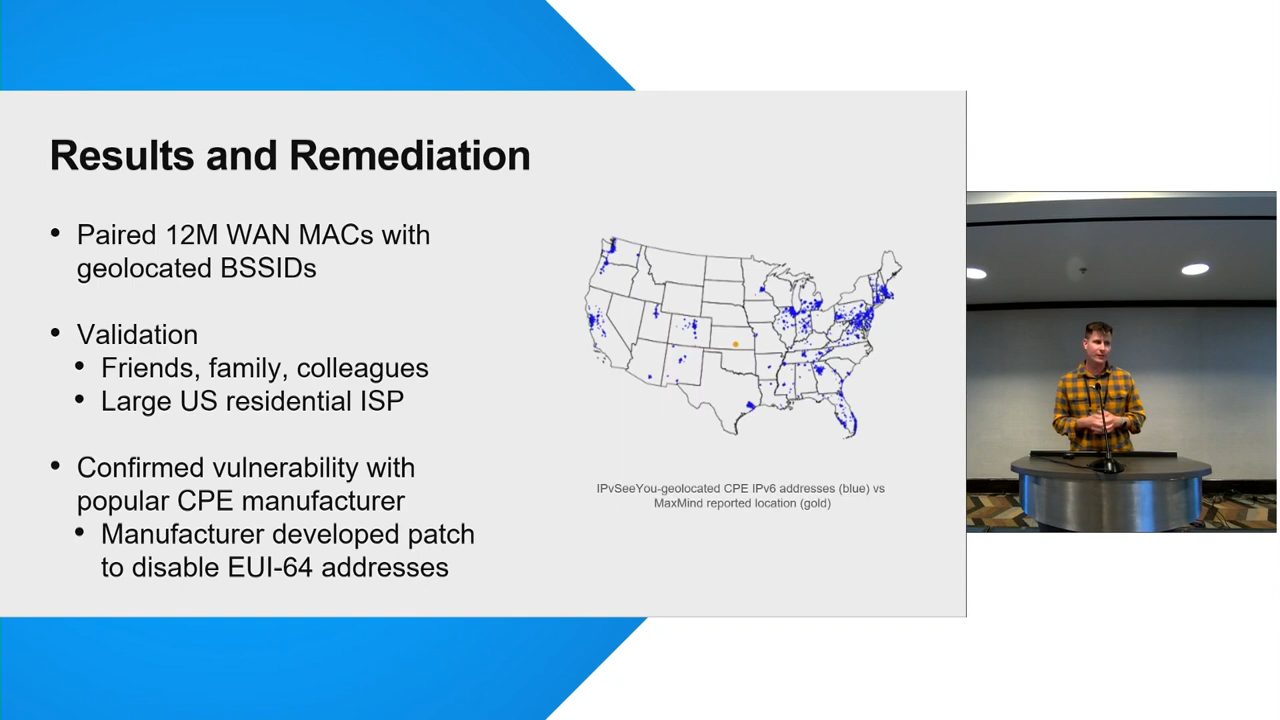 Results and Remediation
• Paired 12M WAN MACs with
geolocated BSSIDs
• Validation
• Friends, family, colleagues
• Large US residential ISP
• Confirmed vulnerability with
popular CPE manufacturer
• Manufacturer developed patch
to disable EUI-64 addresses
IPvSeeYou-geolocated CPE IPv6 addresses (blue) vs
MaxMind reported location (gold)